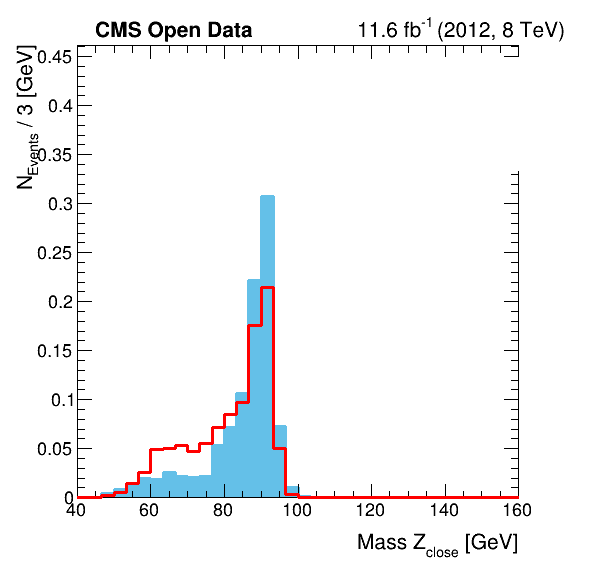 CMS Open Data 11.6 fb⁻¹ (2012, 8 TeV)
N_Events / 3 [GeV]
0.45
0.4
0.35
0.3
0.25
0.2
0.15
0.1
0.05
0
40 60 80 100 120 140 160
Mass Z_close [GeV]